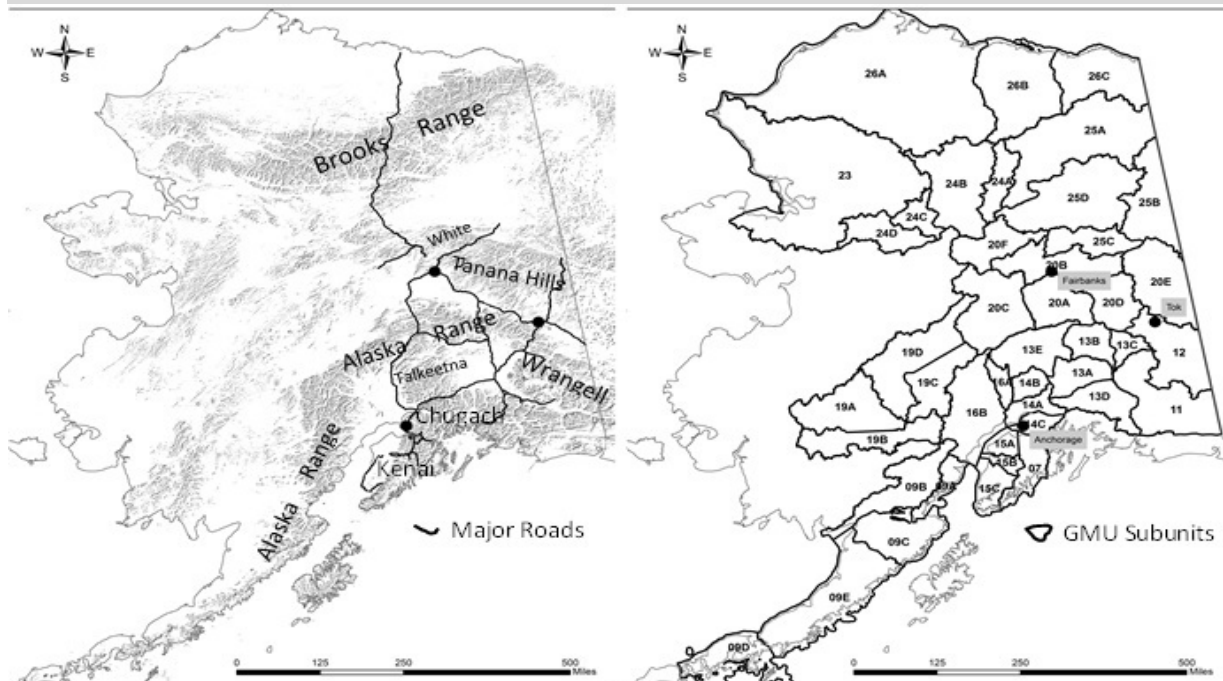 N
W E
S
Brooks Range
White
Tanana Hills
Alaska Range
Talkeetna
Wrangell
Chugach
Kenai
Alaska Range
Major Roads
0 125 250 500
Miles
N
W E
S
26A
26B
26C
25A
23
24B
24A
25D
25B
24C
24D
20F
25C
20B
Fairbanks
20E
20C
20A
20D
Tok
19D
13E
13B
13C
12
19C
16A
14B
13A
19A
16B
14A
13D
11
14C
19B
15A
Anchorage
15B
07
09B
09A
15C
09C
GMU Subunits
09E
09D
0 125 250 500
Miles